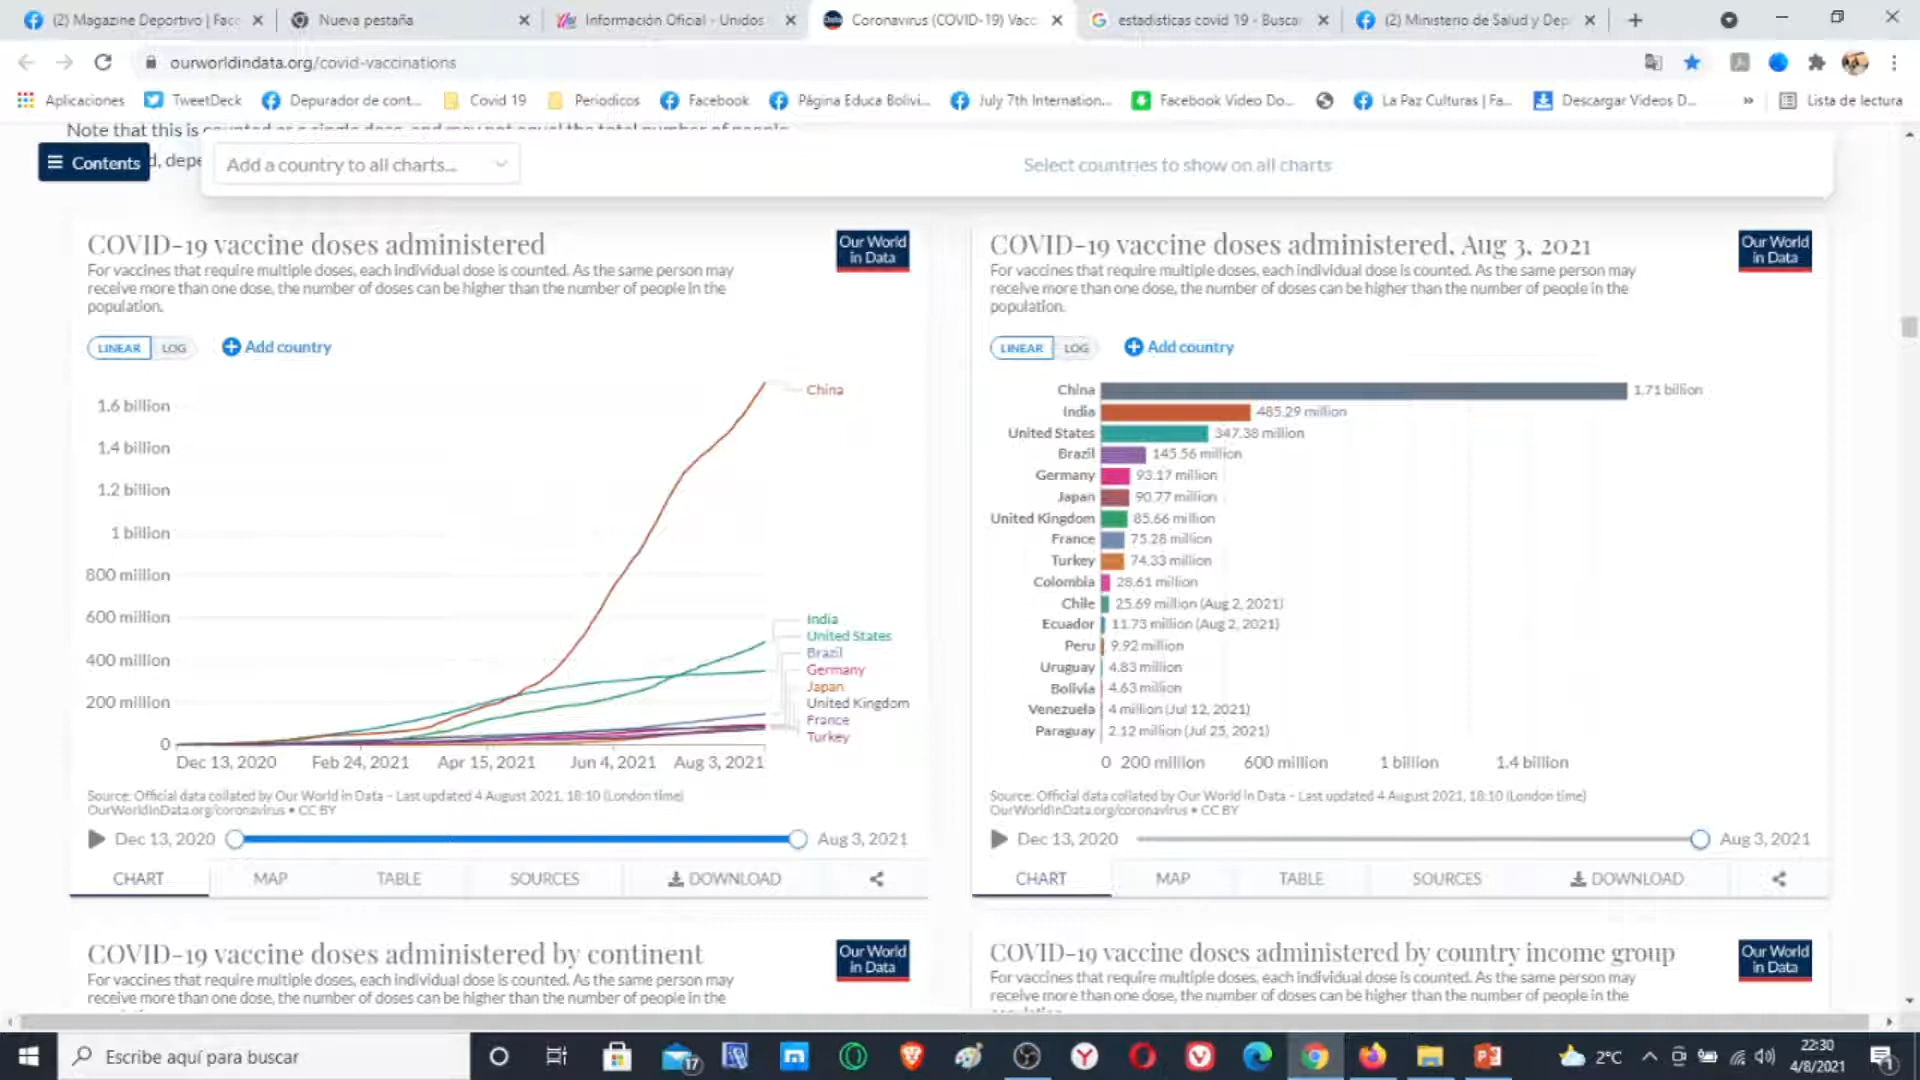 (2) Magazine Deportivo | Face
Nueva pestaña
Información Oficial - Unidos
Coronavirus (COVID-19) Vacc
estadisticas covid 19 - Busca
(2) Ministerio de Salud y Dep
ourworldindata.org/covid-vaccinations
Aplicaciones
TweetDeck
Depurador de cont...
Covid 19
Periodicos
Facebook
Página Educa Bolivi...
July 7th Internation...
Facebook Video Do...
La Paz Culturas | Fa...
Descargar Videos D...
»
Lista de lectura
Note that this is
Contents
d, depe
Add a country to all charts...
Select countries to show on all charts
COVID-19 vaccine doses administered
Our World
in Data
For vaccines that require multiple doses, each individual dose is counted. As the same person may
receive more than one dose, the number of doses can be higher than the number of people in the
population.
LINEAR LOG
Add country
1.6 billion
1.4 billion
1.2 billion
1 billion
800 million
600 million
400 million
200 million
0
China
India
United States
Brazil
Germany
Japan
United Kingdom
France
Turkey
Dec 13, 2020 Feb 24, 2021 Apr 15, 2021 Jun 4, 2021 Aug 3, 2021
Source: Official data collated by Our World in Data – Last updated 4 August 2021, 18:10 (London time)
OurWorldInData.org/coronavirus • CC BY
Dec 13, 2020
Aug 3, 2021
CHART MAP TABLE SOURCES DOWNLOAD
COVID-19 vaccine doses administered, Aug 3, 2021
Our World
in Data
For vaccines that require multiple doses, each individual dose is counted. As the same person may
receive more than one dose, the number of doses can be higher than the number of people in the
population.
LINEAR LOG
Add country
China 1.71 billion
India 485.29 million
United States 347.38 million
Brazil 145.56 million
Germany 93.17 million
Japan 90.77 million
United Kingdom 85.66 million
France 75.28 million
Turkey 74.33 million
Colombia 28.61 million
Chile 25.69 million (Aug 2, 2021)
Ecuador 11.73 million (Aug 2, 2021)
Peru 9.92 million
Uruguay 4.83 million
Bolivia 4.63 million
Venezuela 4 million (Jul 12, 2021)
Paraguay 2.12 million (Jul 25, 2021)
0 200 million 600 million 1 billion 1.4 billion
Source: Official data collated by Our World in Data – Last updated 4 August 2021, 18:10 (London time)
OurWorldInData.org/coronavirus • CC BY
Dec 13, 2020
Aug 3, 2021
CHART MAP TABLE SOURCES DOWNLOAD
COVID-19 vaccine doses administered by continent
Our World
in Data
For vaccines that require multiple doses, each individual dose is counted. As the same person may
receive more than one dose, the number of doses can be higher than the number of people in the
COVID-19 vaccine doses administered by country income group
Our World
in Data
For vaccines that require multiple doses, each individual dose is counted. As the same person may
receive more than one dose, the number of doses can be higher than the number of people in the
Escribe aquí para buscar
17
2°C
22:30
4/8/2021
1